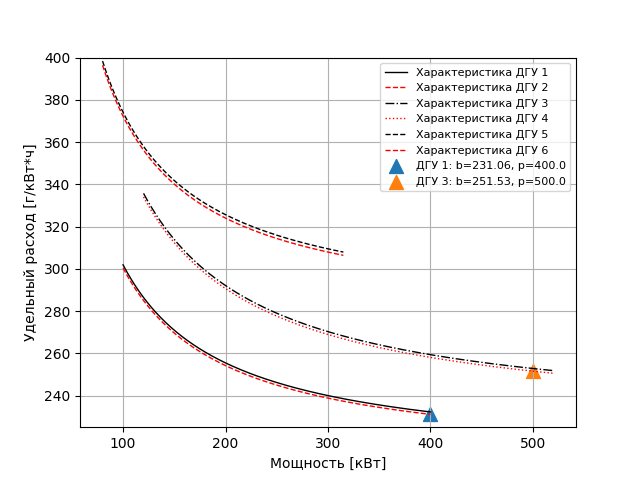 400
380
360
340
320
300
280
260
240
Удельный расход [г/кВт*ч]
Характеристика ДГУ 1
Характеристика ДГУ 2
Характеристика ДГУ 3
Характеристика ДГУ 4
Характеристика ДГУ 5
Характеристика ДГУ 6
ДГУ 1: b=231.06, p=400.0
ДГУ 3: b=251.53, p=500.0
100 200 300 400 500
Мощность [кВт]